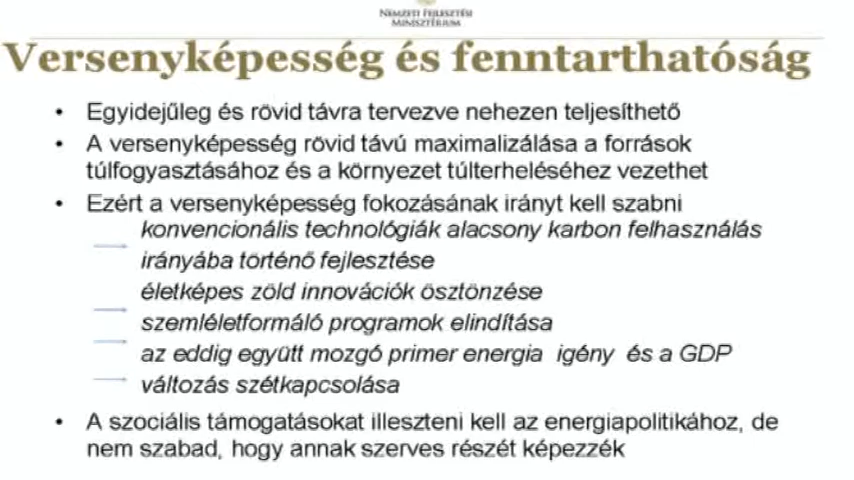 NEMZETI FEJLESZTÉSI
MINISZTÉRIUM
Versenyképesség és fenntarthatóság
• Egyidejűleg és rövid távra tervezve nehezen teljesíthető
• A versenyképesség rövid távú maximalizálása a források
túlfogyasztásához és a környezet túlterheléséhez vezethet
• Ezért a versenyképesség fokozásának irányt kell szabni
konvencionális technológiák alacsony karbon felhasználás
irányába történő fejlesztése
életképes zöld innovációk ösztönzése
szemléletformáló programok elindítása
az eddig együtt mozgó primer energia igény és a GDP
változás szétkapcsolása
• A szociális támogatásokat illeszteni kell az energiapolitikához, de
nem szabad, hogy annak szerves részét képezzék